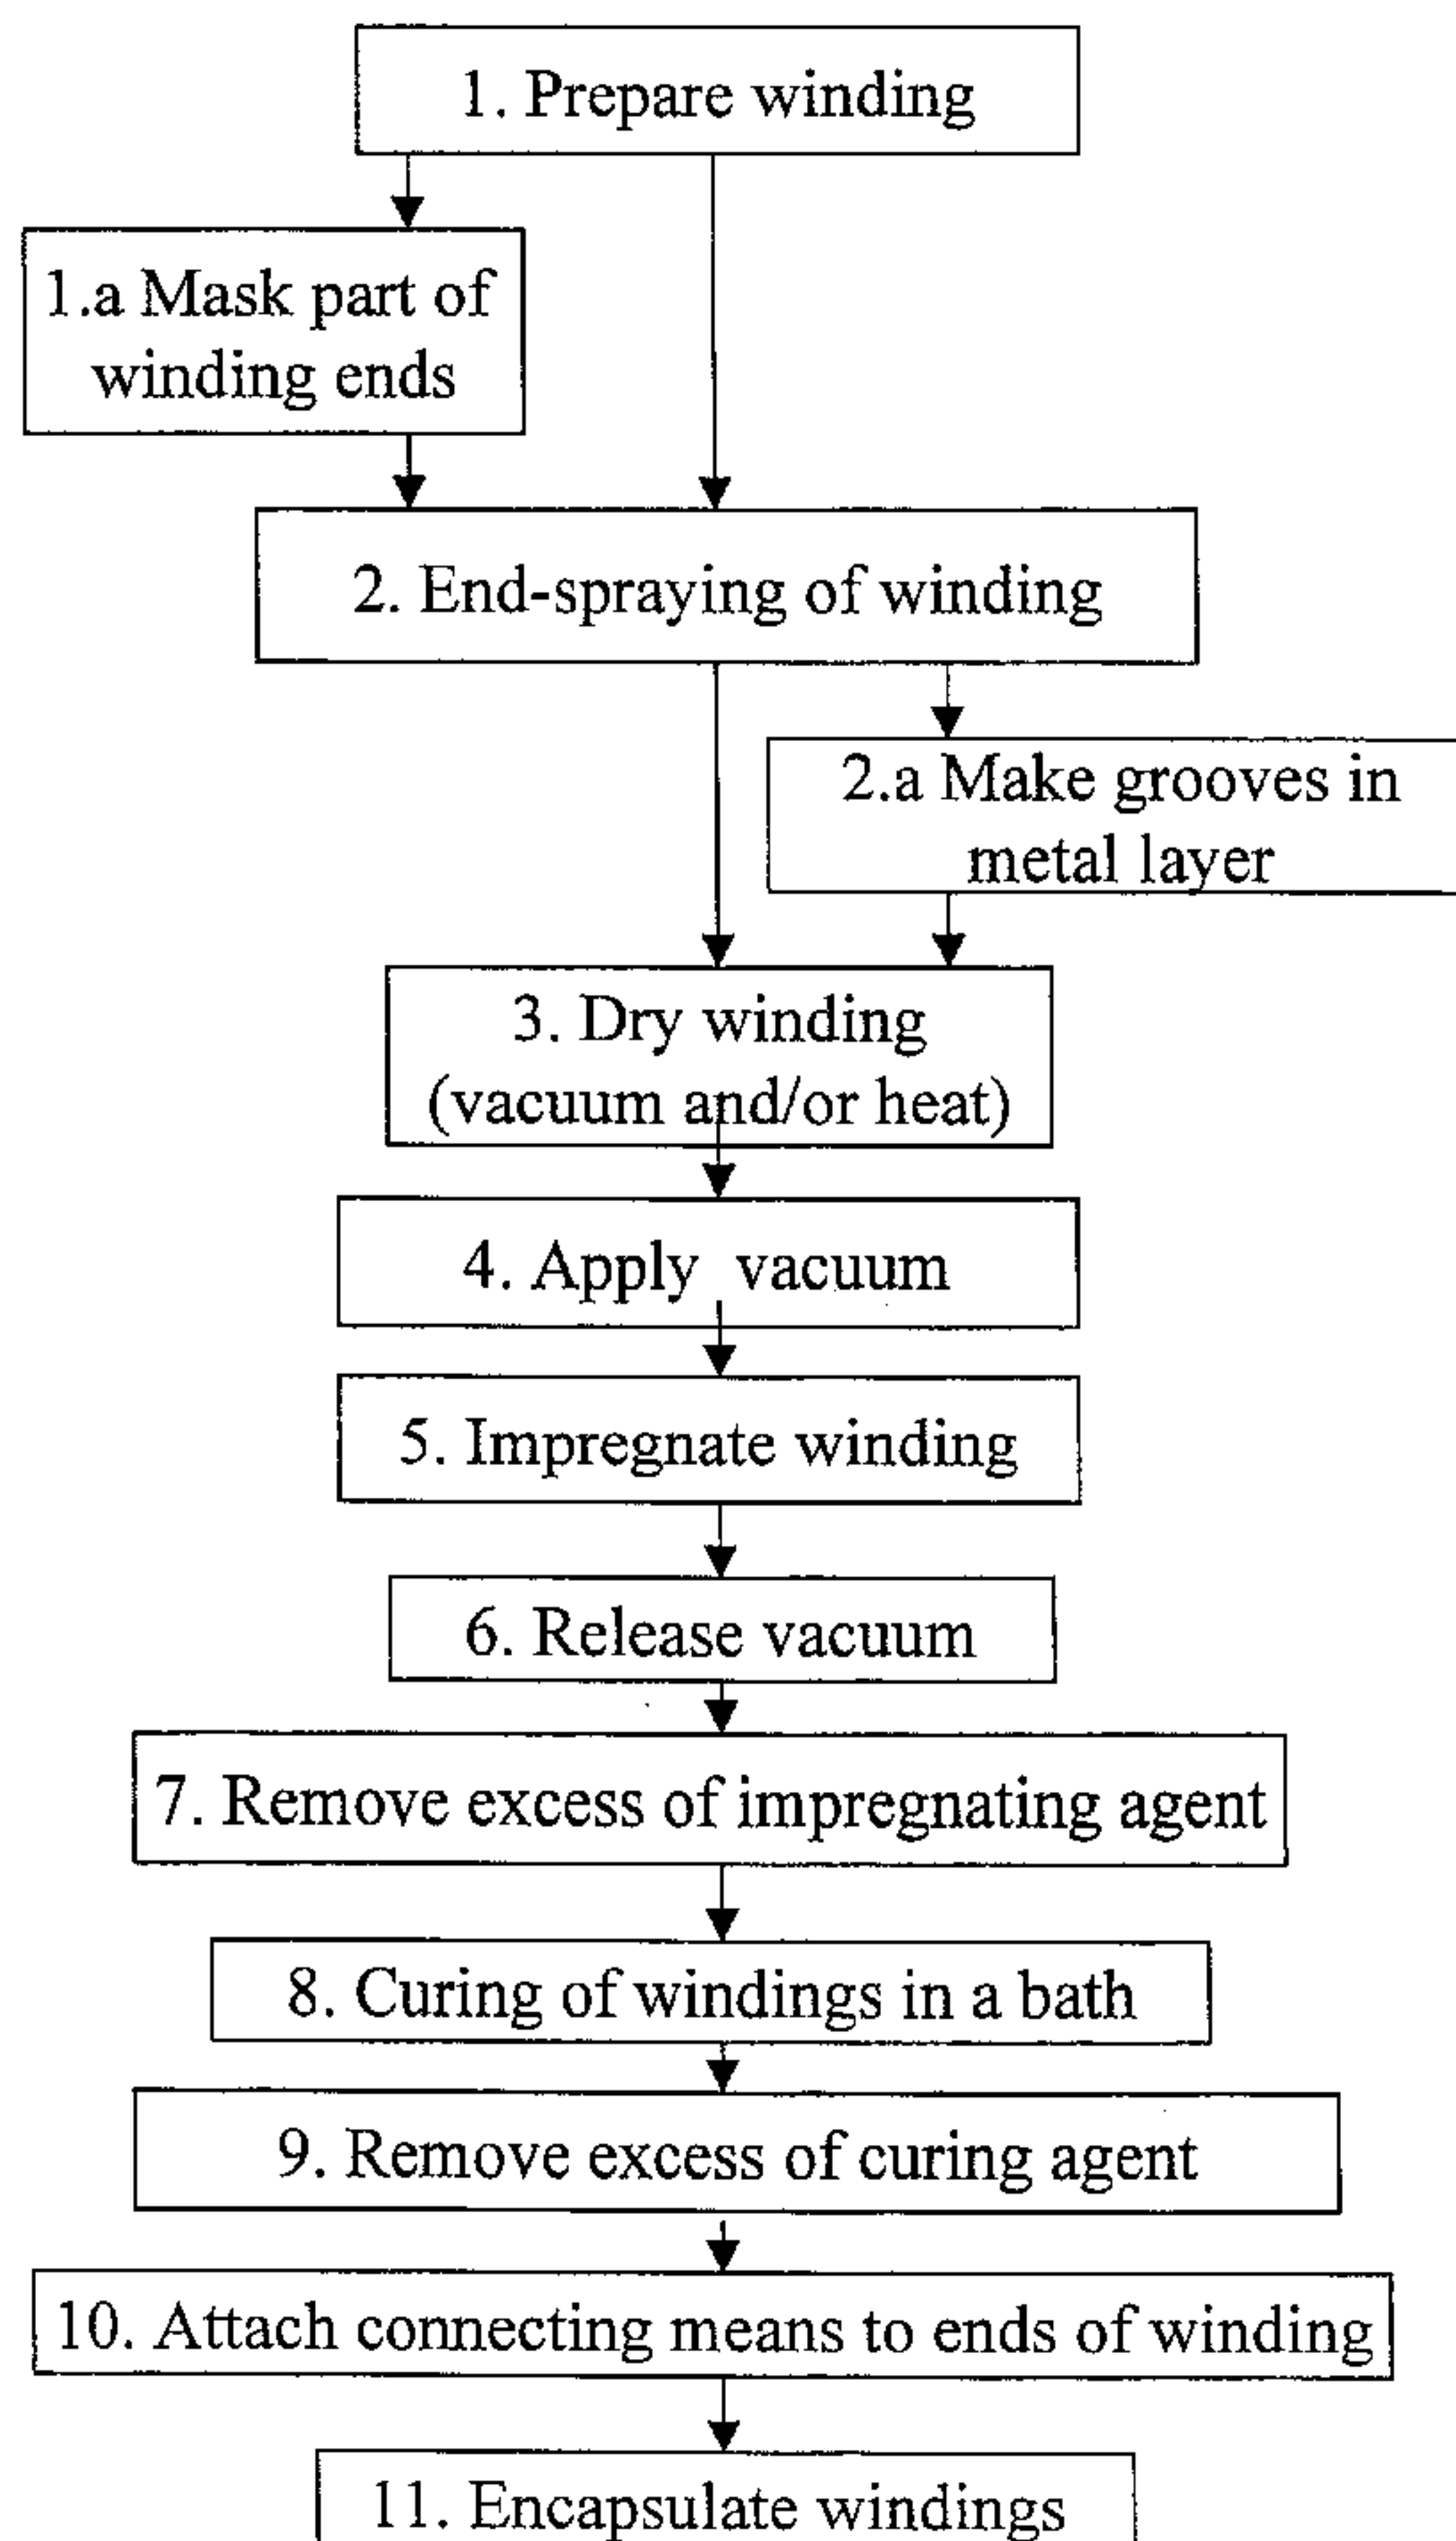 1. Prepare winding
1.a Mask part of
winding ends
2. End-spraying of winding
2.a Make grooves in
metal layer
3. Dry winding
(vacuum and/or heat)
4. Apply vacuum
5. Impregnate winding
6. Release vacuum
7. Remove excess of impregnating agent
8. Curing of windings in a bath
9. Remove excess of curing agent
10. Attach connecting means to ends of winding
11. Encapsulate windings